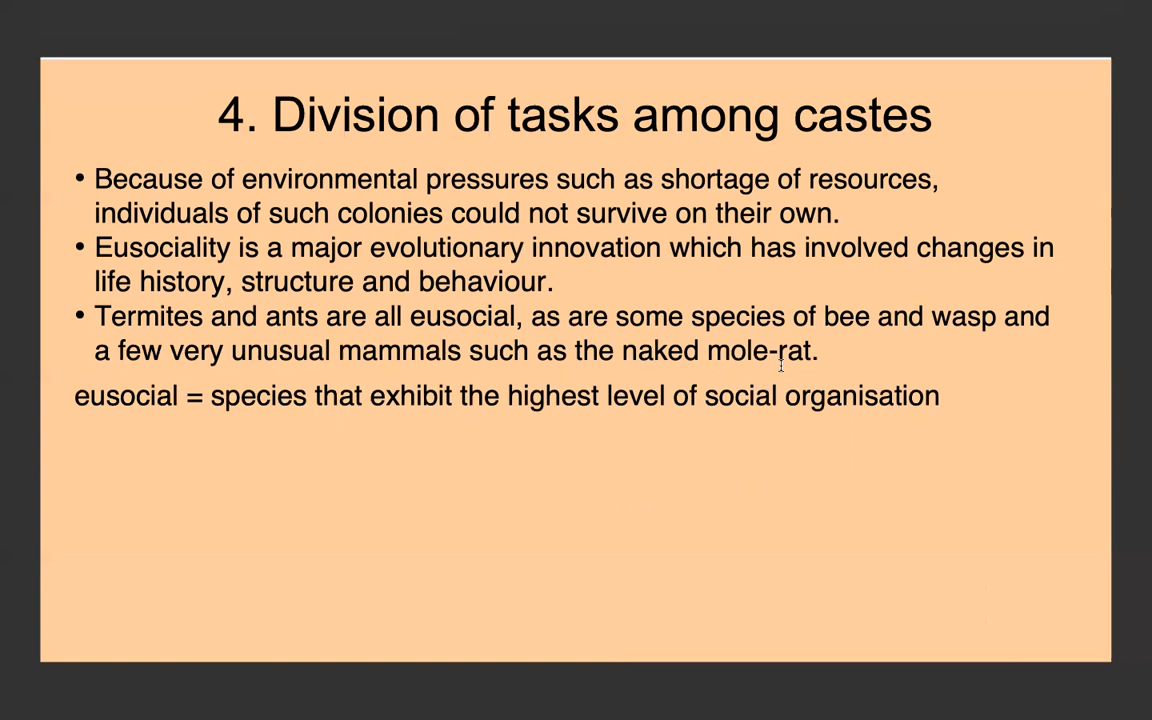 4. Division of tasks among castes
• Because of environmental pressures such as shortage of resources,
individuals of such colonies could not survive on their own.
• Eusociality is a major evolutionary innovation which has involved changes in
life history, structure and behaviour.
• Termites and ants are all eusocial, as are some species of bee and wasp and
a few very unusual mammals such as the naked mole-rat.
eusocial = species that exhibit the highest level of social organisation